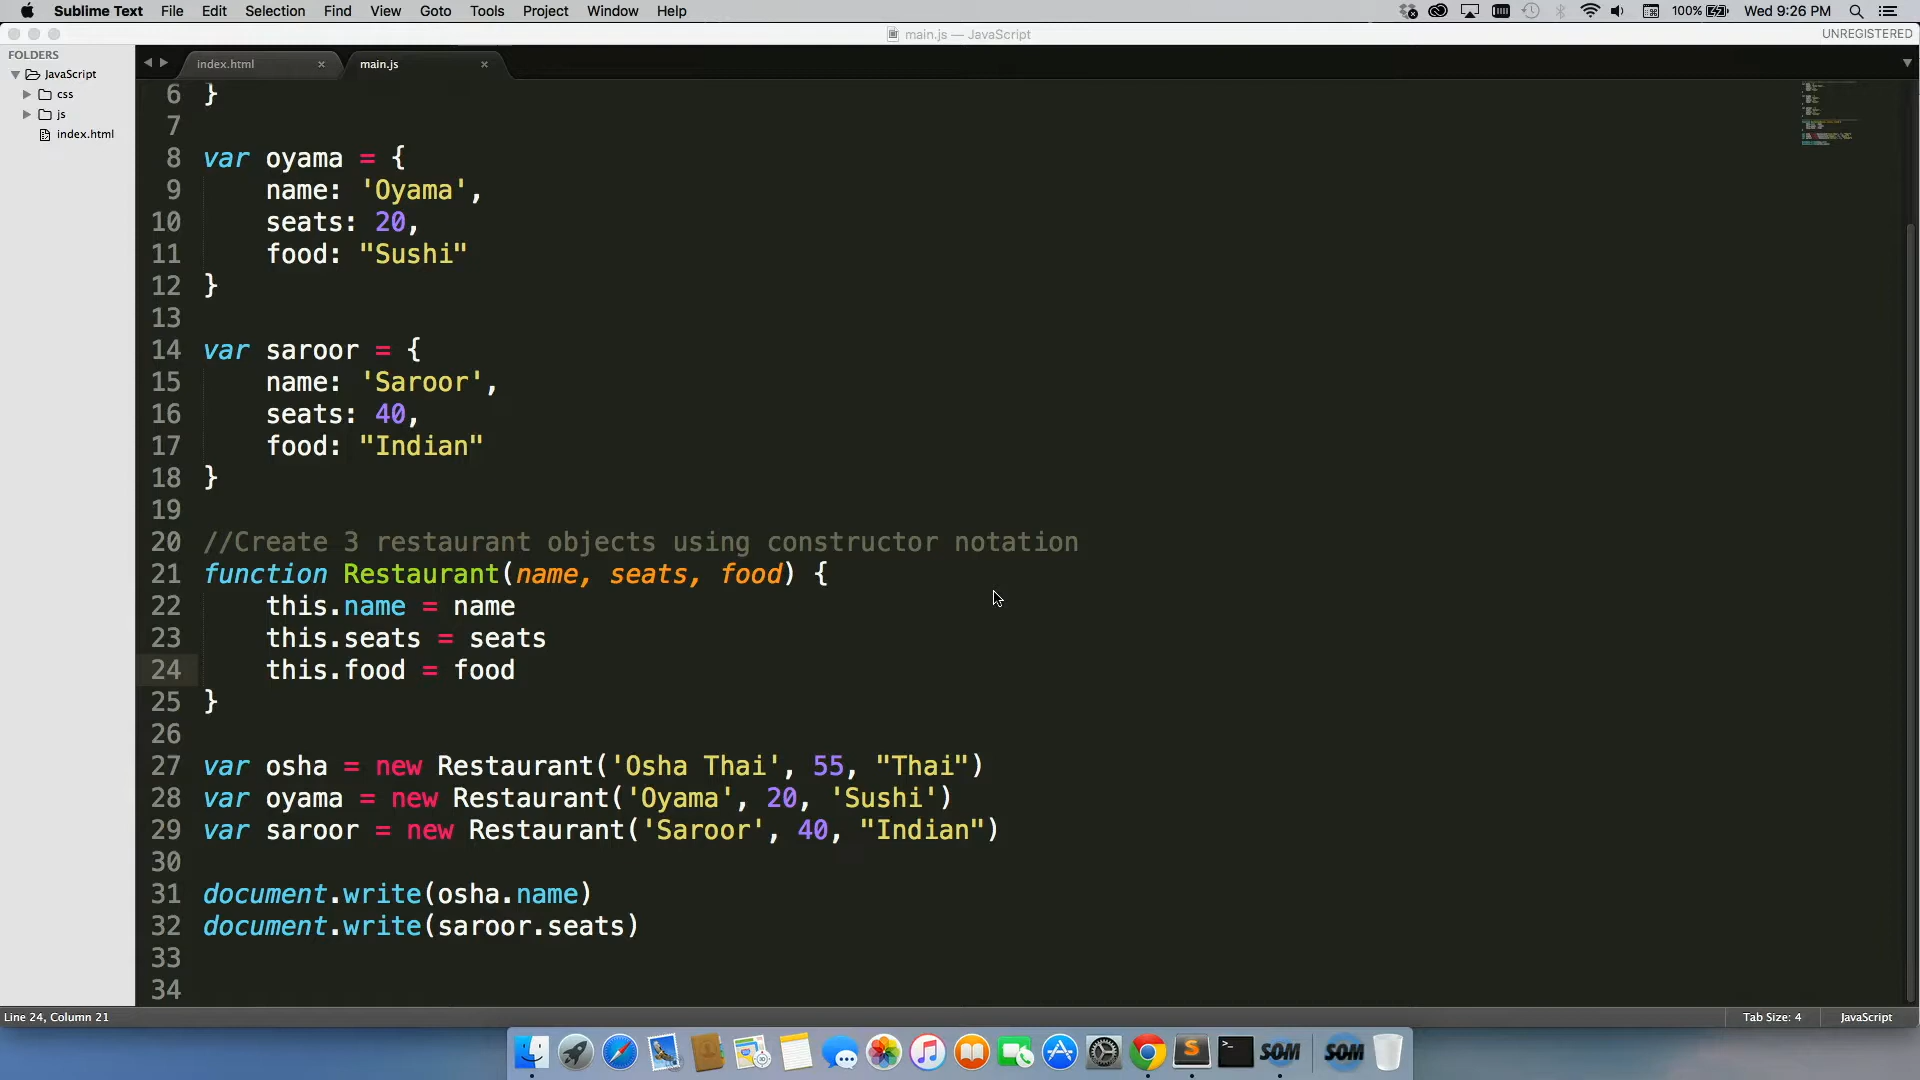 Sublime Text File Edit Selection Find View Goto Tools Project Window Help 100% Wed 9:26 PM
main.js — JavaScript UNREGISTERED
FOLDERS
JavaScript
css
js
index.html
index.html × main.js ×
6 }
7
8 var oyama = {
9     name: 'Oyama',
10     seats: 20,
11     food: "Sushi"
12 }
13
14 var saroor = {
15     name: 'Saroor',
16     seats: 40,
17     food: "Indian"
18 }
19
20 //Create 3 restaurant objects using constructor notation
21 function Restaurant(name, seats, food) {
22     this.name = name
23     this.seats = seats
24     this.food = food
25 }
26
27 var osha = new Restaurant('Osha Thai', 55, "Thai")
28 var oyama = new Restaurant('Oyama', 20, 'Sushi')
29 var saroor = new Restaurant('Saroor', 40, "Indian")
30
31 document.write(osha.name)
32 document.write(saroor.seats)
33
34
Line 24, Column 21 Tab Size: 4 JavaScript
SOM SOM